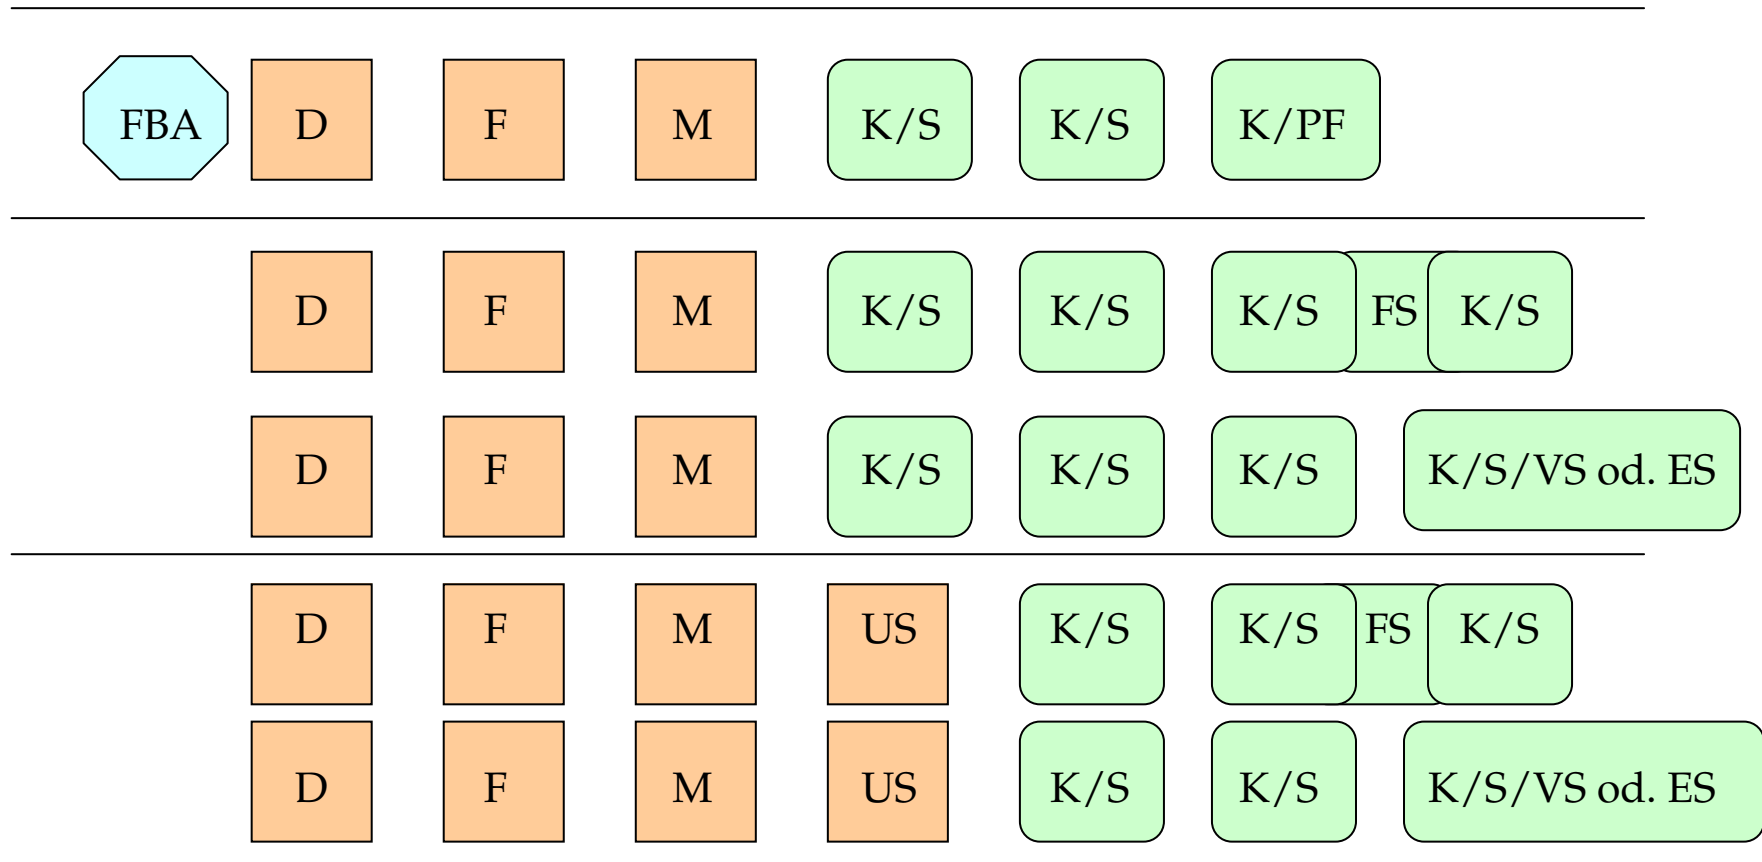 FBA D F M K/S K/S K/PF
D F M K/S K/S K/S FS K/S
D F M K/S K/S K/S K/S/VS od. ES
D F M US K/S K/S FS K/S
D F M US K/S K/S K/S/VS od. ES